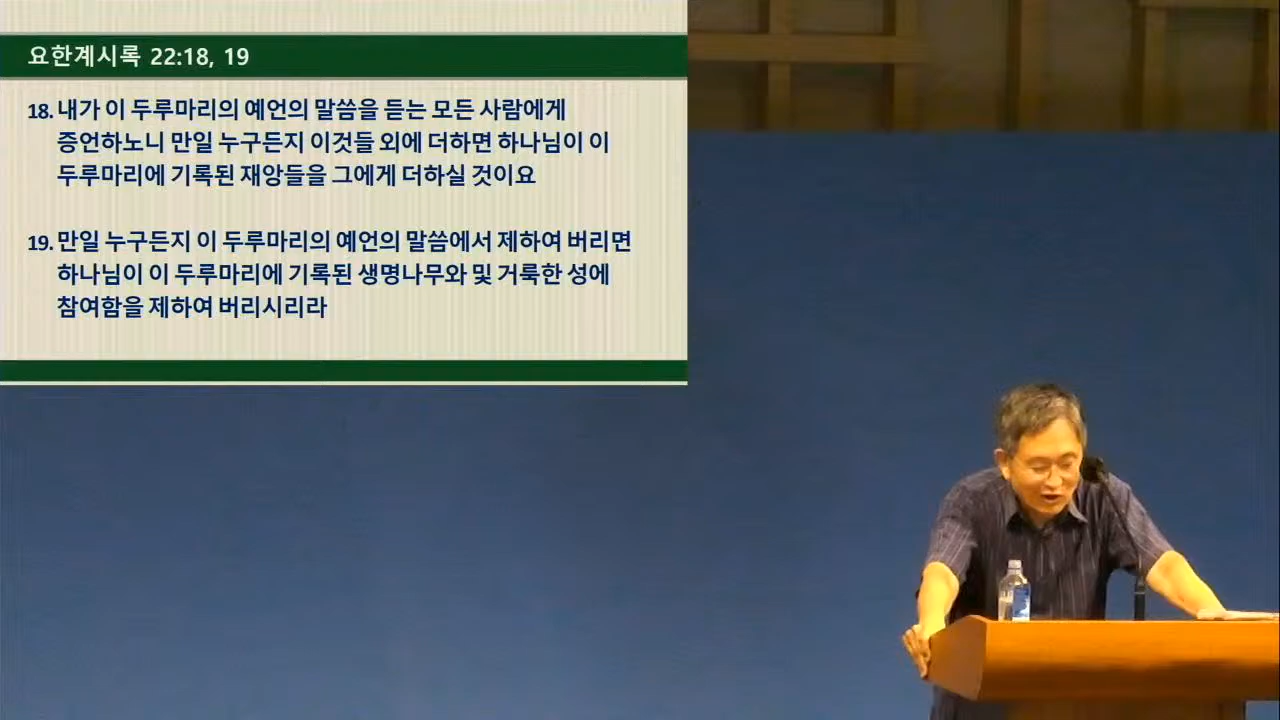 요한계시록 22:18, 19
18. 내가 이 두루마리의 예언의 말씀을 듣는 모든 사람에게
증언하노니 만일 누구든지 이것들 외에 더하면 하나님이 이
두루마리에 기록된 재앙들을 그에게 더하실 것이요
19. 만일 누구든지 이 두루마리의 예언의 말씀에서 제하여 버리면
하나님이 이 두루마리에 기록된 생명나무와 및 거룩한 성에
참여함을 제하여 버리시리라